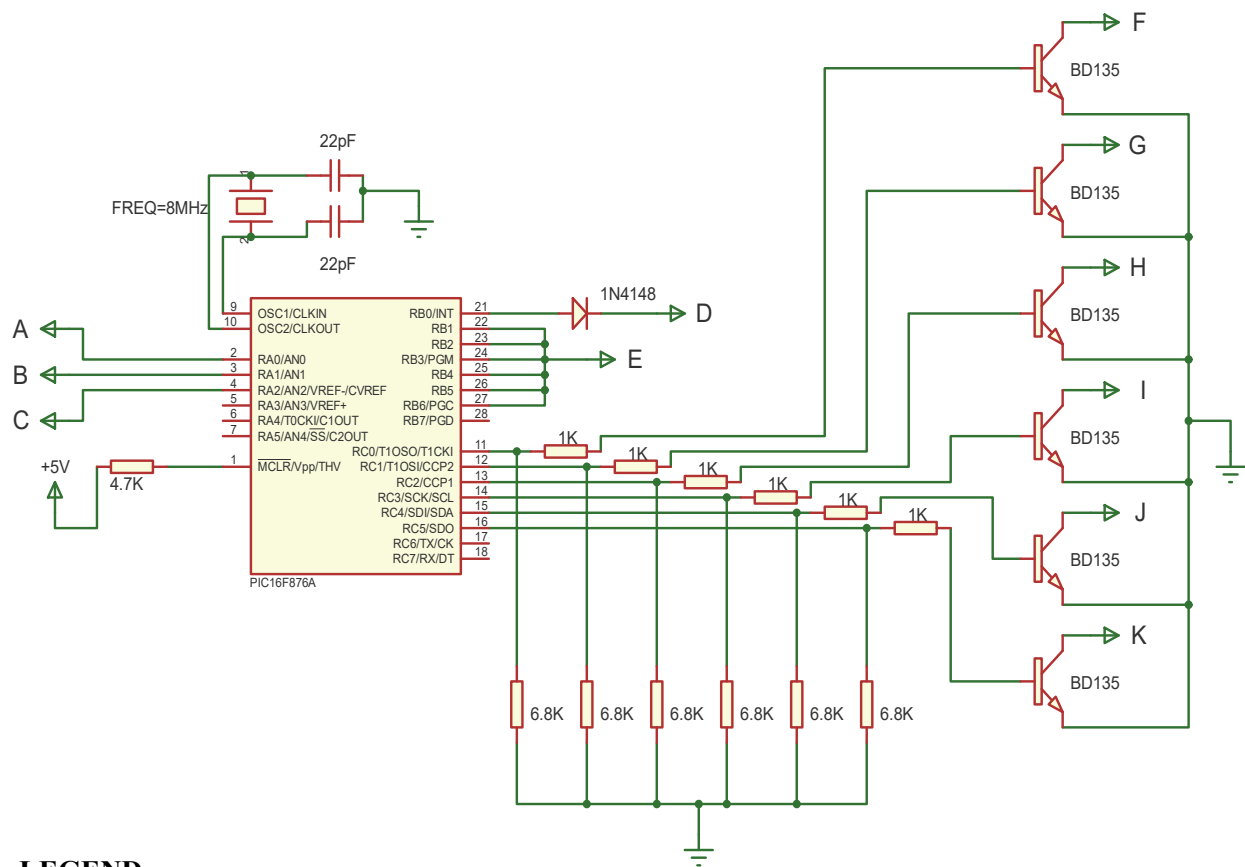 F
BD135
22pF
G
BD135
1
FREQ=8MHz
2
22pF
H
BD135
1N4148
D
A
B
C
9 OSC1/CLKIN RB0/INT 21
10 OSC2/CLKOUT RB1 22
RB2 23
2 RA0/AN0 RB3/PGM 24
3 RA1/AN1 RB4 25
4 RA2/AN2/VREF-/CVREF RB5 26
5 RA3/AN3/VREF+ RB6/PGC 27
6 RA4/T0CKI/C1OUT RB7/PGD 28
7 RA5/AN4/SS/C2OUT
RC0/T1OSO/T1CKI 11
1 MCLR/Vpp/THV RC1/T1OSI/CCP2 12
RC2/CCP1 13
RC3/SCK/SCL 14
RC4/SDI/SDA 15
RC5/SDO 16
RC6/TX/CK 17
RC7/RX/DT 18
PIC16F876A
E
I
BD135
+5V
4.7K
1K
1K
1K
1K
1K
1K
J
BD135
K
BD135
6.8K
6.8K
6.8K
6.8K
6.8K
6.8K
LEGEND